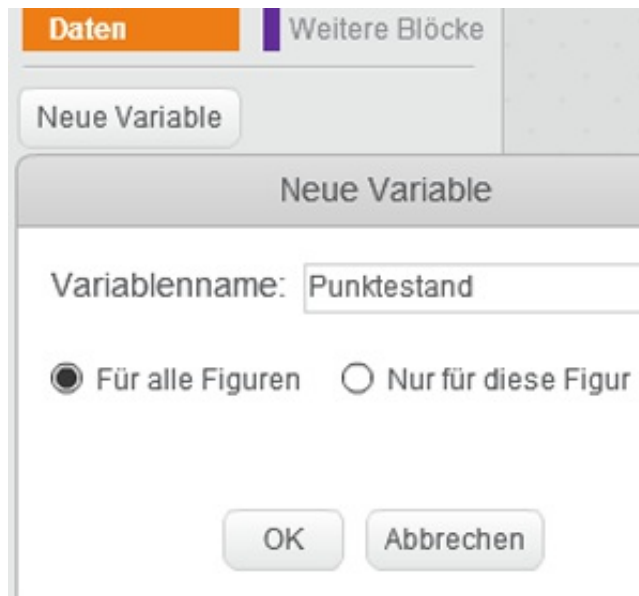 Daten Weitere Blöcke
Neue Variable
Neue Variable
Variablenname: Punktestand
Für alle Figuren Nur für diese Figur
OK Abbrechen